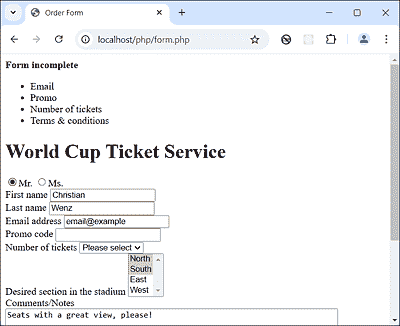 Order Form
localhost/php/form.php
Form incomplete
Email
Promo
Number of tickets
Terms & conditions
World Cup Ticket Service
Mr. Ms.
First name Christian
Last name Wenz
Email address email@example
Promo code
Number of tickets Please select
North
South
East
Desired section in the stadium West
Comments/Notes
Seats with a great view, please!